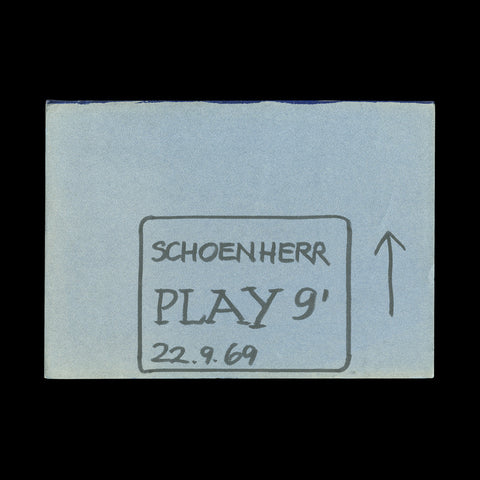 SCHOENHERR
PLAY 9'
22.9.69